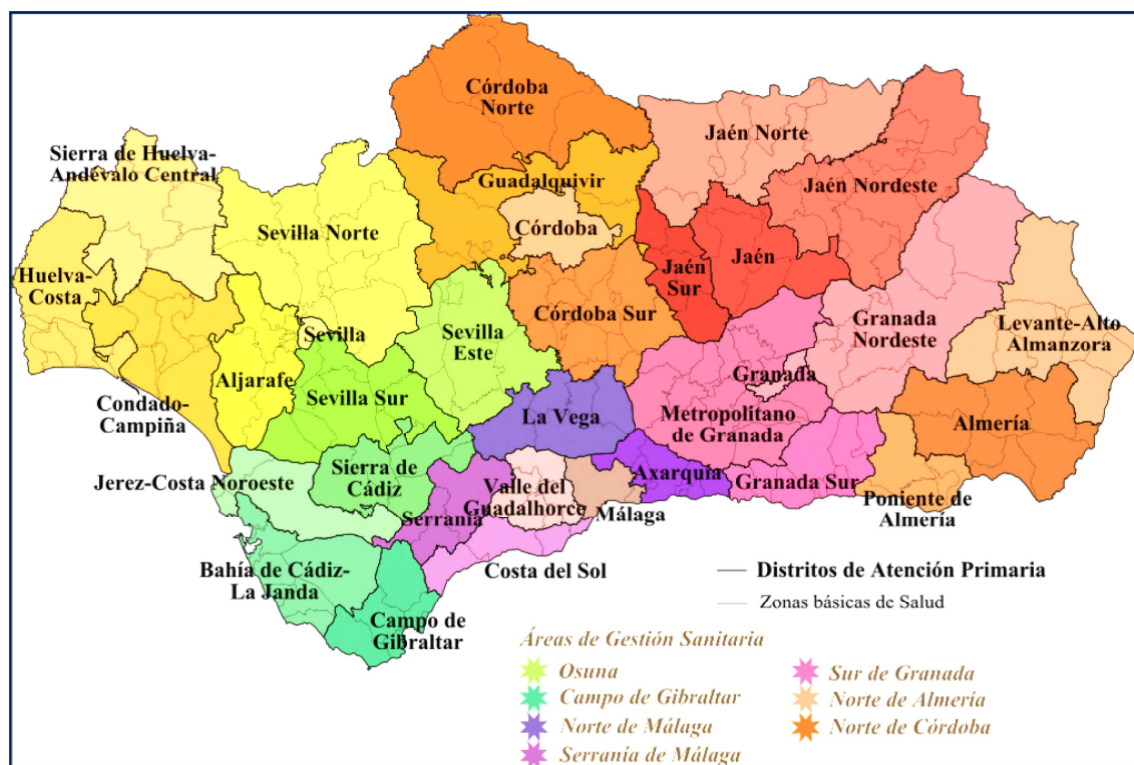 Córdoba
Norte
Jaén Norte
Sierra de Huelva-
Andévalo Central
Guadalquivir
Jaén Nordeste
Sevilla Norte
Córdoba
Huelva-
Costa
Jaén
Sur
Jaén
Córdoba Sur
Sevilla
Sevilla
Este
Granada
Nordeste
Levante-Alto
Almanzora
Aljarafe
Granada
Condado-
Campiña
Sevilla Sur
La Vega
Metropolitano
de Granada
Almería
Jerez-Costa Noroeste
Sierra de
Cádiz
Valle del
Guadalhorce
Axarquía
Granada Sur
Serranía
Málaga
Poniente de
Almería
Bahía de Cádiz-
La Janda
Costa del Sol
Campo de
Gibraltar
Distritos de Atención Primaria
Zonas básicas de Salud
Áreas de Gestión Sanitaria
Osuna
Campo de Gibraltar
Norte de Málaga
Serranía de Málaga
Sur de Granada
Norte de Almería
Norte de Córdoba